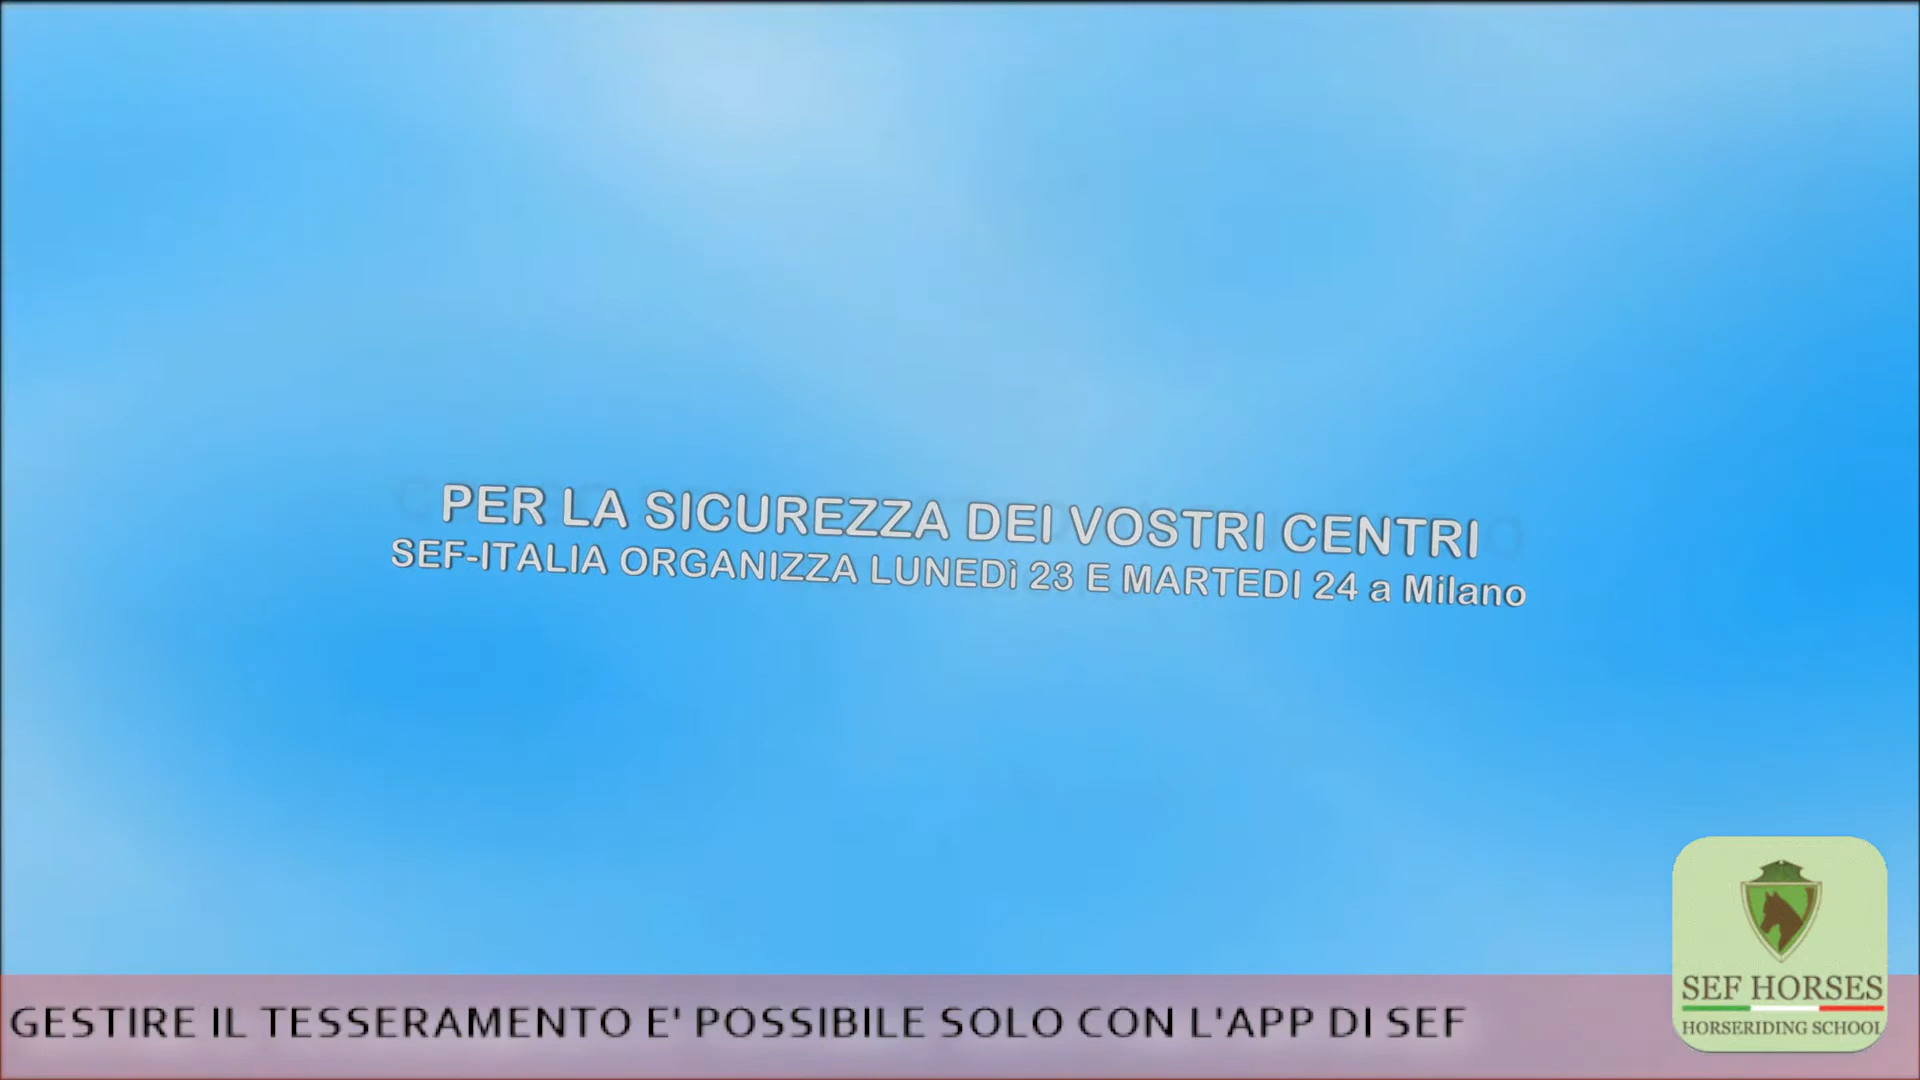 PER LA SICUREZZA DEI VOSTRI CENTRI
SEF-ITALIA ORGANIZZA LUNEDì 23 E MARTEDI 24 a Milano
GESTIRE IL TESSERAMENTO E' POSSIBILE SOLO CON L'APP DI SEF
SEF HORSES
HORSERIDING SCHOOL